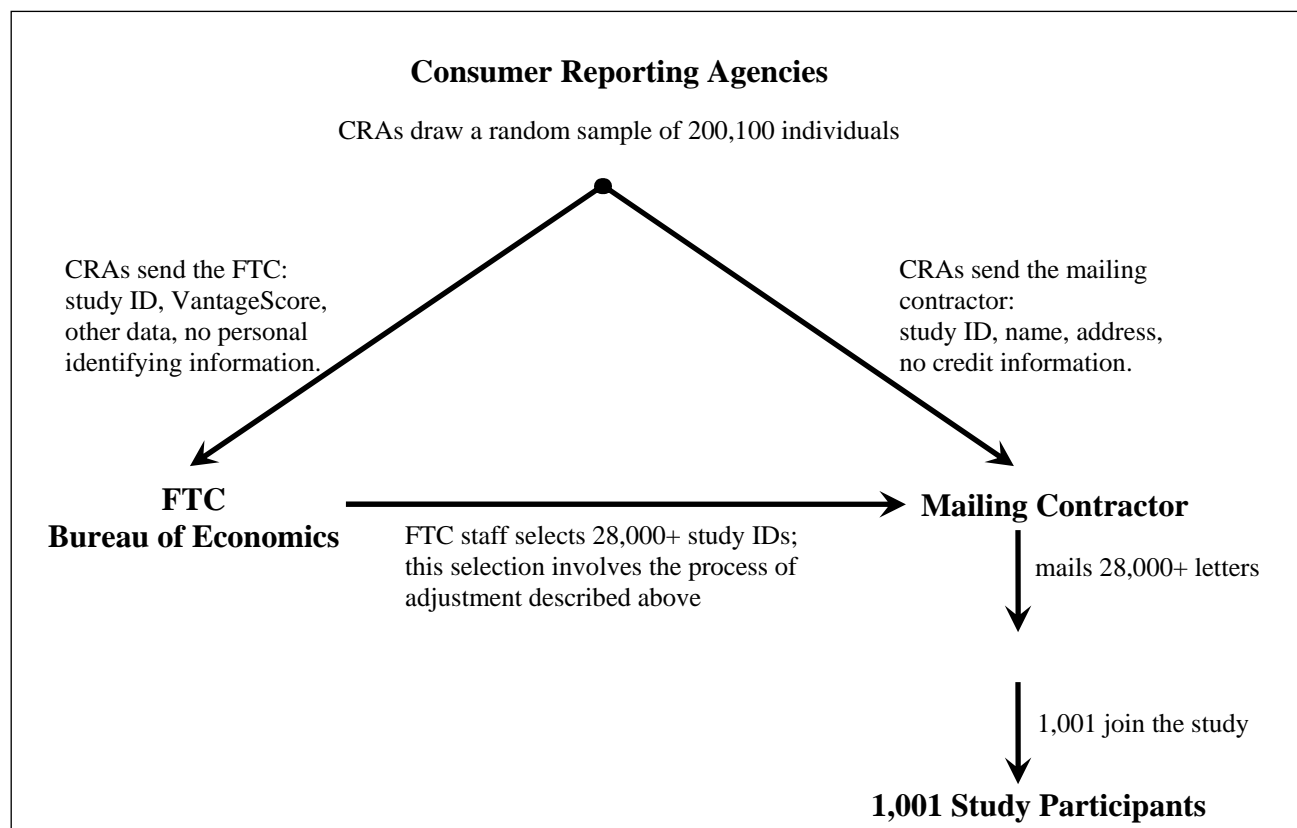 Consumer Reporting Agencies
CRAs draw a random sample of 200,100 individuals
CRAs send the FTC:
study ID, VantageScore,
other data, no personal
identifying information.
CRAs send the mailing
contractor:
study ID, name, address,
no credit information.
FTC
Bureau of Economics
FTC staff selects 28,000+ study IDs;
this selection involves the process of
adjustment described above
Mailing Contractor
mails 28,000+ letters
1,001 join the study
1,001 Study Participants